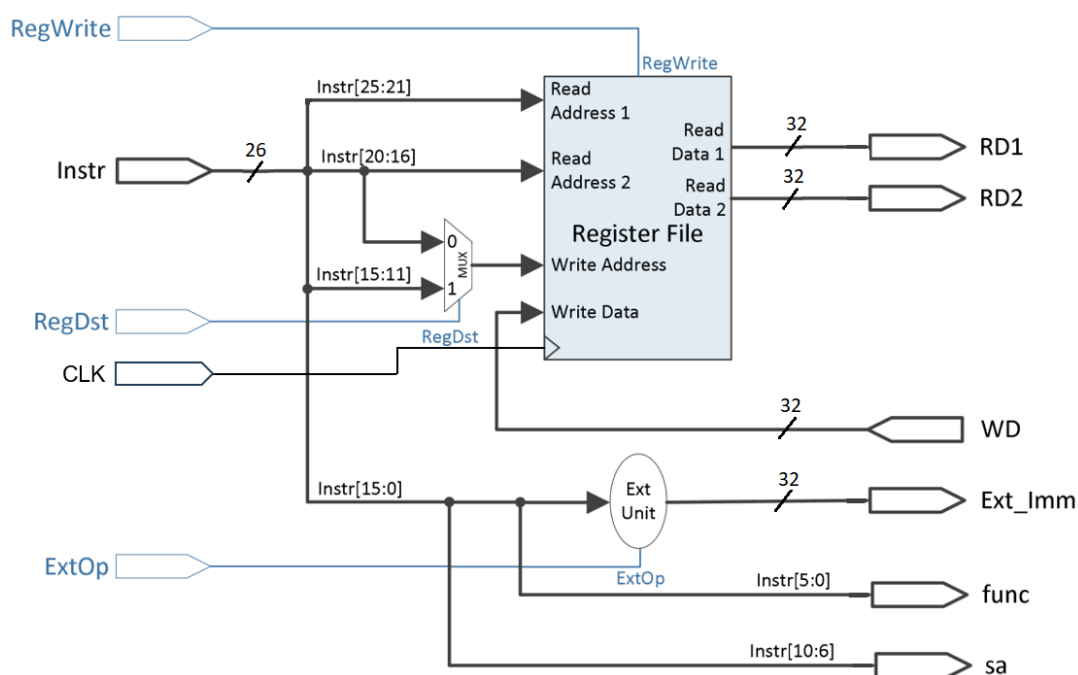 RegWrite
RegWrite
Instr[25:21]
Read
Address 1
Read
Data 1
32
RD1
Instr
26
Instr[20:16]
Read
Address 2
Read
Data 2
32
RD2
Register File
0
MUX
1
Write Address
Instr[15:11]
Write Data
RegDst
RegDst
CLK
32
WD
Instr[15:0]
Ext
Unit
32
Ext_Imm
ExtOp
ExtOp
Instr[5:0]
func
Instr[10:6]
sa